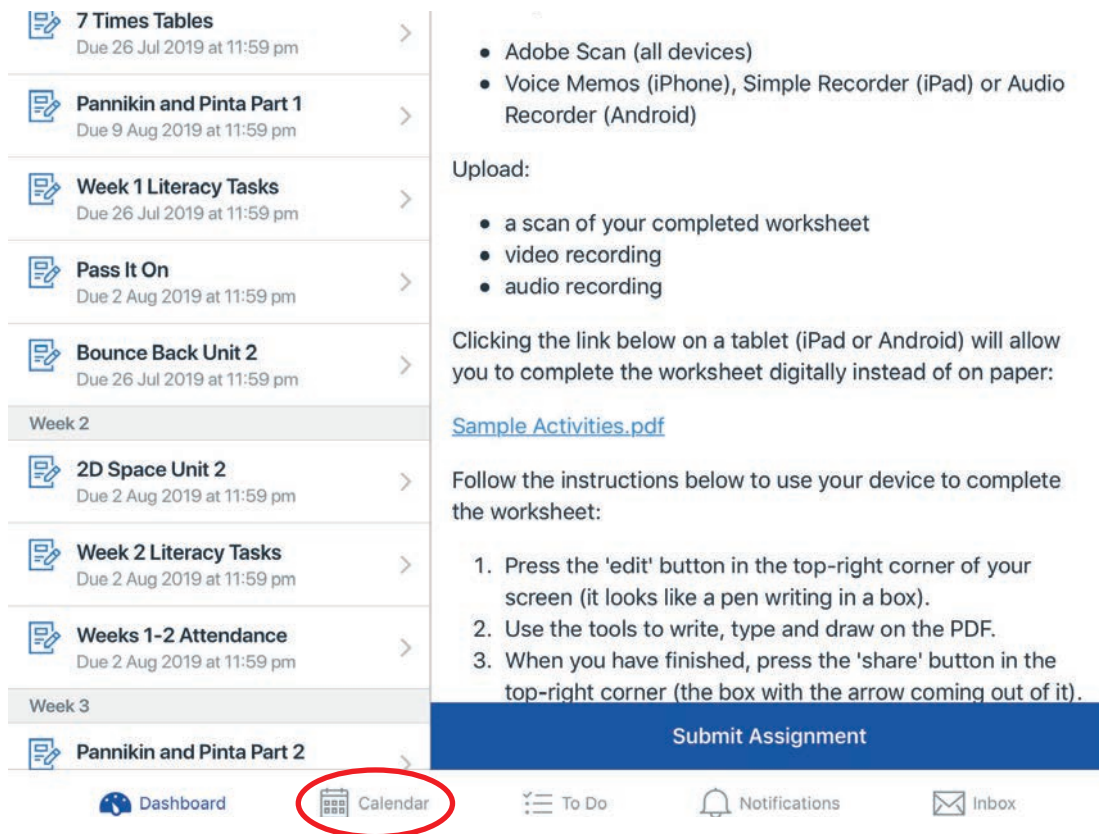 7 Times Tables
Due 26 Jul 2019 at 11:59 pm
Pannikin and Pinta Part 1
Due 9 Aug 2019 at 11:59 pm
Week 1 Literacy Tasks
Due 26 Jul 2019 at 11:59 pm
Pass It On
Due 2 Aug 2019 at 11:59 pm
Bounce Back Unit 2
Due 26 Jul 2019 at 11:59 pm
Week 2
2D Space Unit 2
Due 2 Aug 2019 at 11:59 pm
Week 2 Literacy Tasks
Due 2 Aug 2019 at 11:59 pm
Weeks 1-2 Attendance
Due 2 Aug 2019 at 11:59 pm
Week 3
Pannikin and Pinta Part 2
• Adobe Scan (all devices)
• Voice Memos (iPhone), Simple Recorder (iPad) or Audio
Recorder (Android)
Upload:
• a scan of your completed worksheet
• video recording
• audio recording
Clicking the link below on a tablet (iPad or Android) will allow
you to complete the worksheet digitally instead of on paper:
Sample Activities.pdf
Follow the instructions below to use your device to complete
the worksheet:
1. Press the 'edit' button in the top-right corner of your
screen (it looks like a pen writing in a box).
2. Use the tools to write, type and draw on the PDF.
3. When you have finished, press the 'share' button in the
top-right corner (the box with the arrow coming out of it).
Submit Assignment
Dashboard
Calendar
To Do
Notifications
Inbox